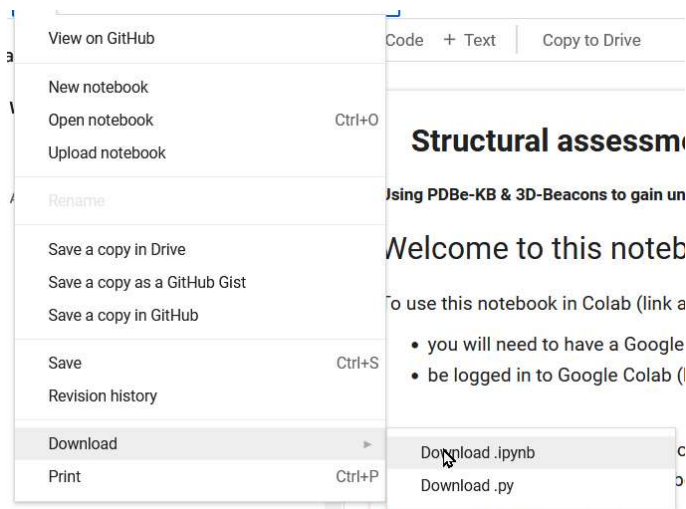 View on GitHub
Code + Text Copy to Drive
New notebook
Open notebook Ctrl+O
Upload notebook
Structural assessm
Rename
Using PDBe-KB & 3D-Beacons to gain un
Save a copy in Drive
Welcome to this noteb
Save a copy as a GitHub Gist
Save a copy in GitHub
To use this notebook in Colab (link a
• you will need to have a Google
Save Ctrl+S
• be logged in to Google Colab (
Revision history
Download
Download .ipynb
Print Ctrl+P
Download .py